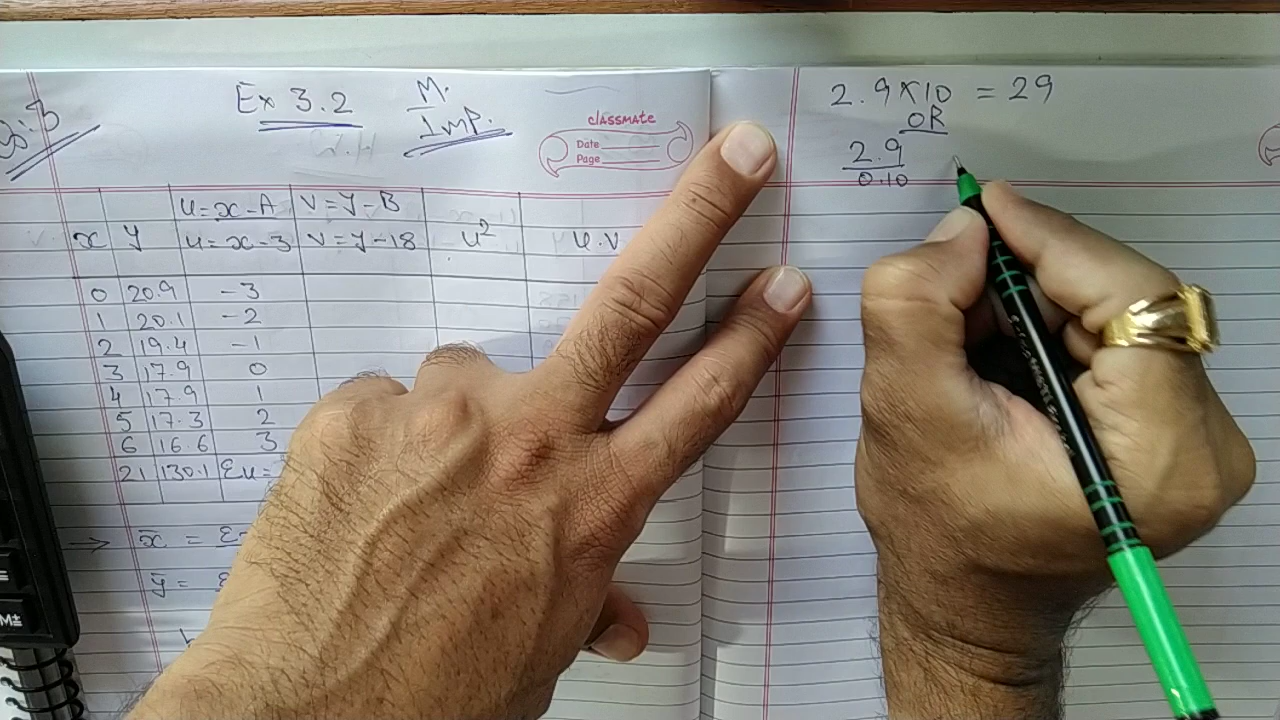 Ex 3.2
M.
Imp.
classmate
Date
Page
u=x-A v=y-B
x y u=x-3 v=y-18 u² u.v
0 20.9 -3
1 20.1 -2
2 19.4 -1
3 17.9 0
4 17.9 1
5 17.3 2
6 16.6 3
21 130.1 Σu=
→ x̄ =
ȳ =
2.9×10 = 29
OR
2.9
0.10
M±